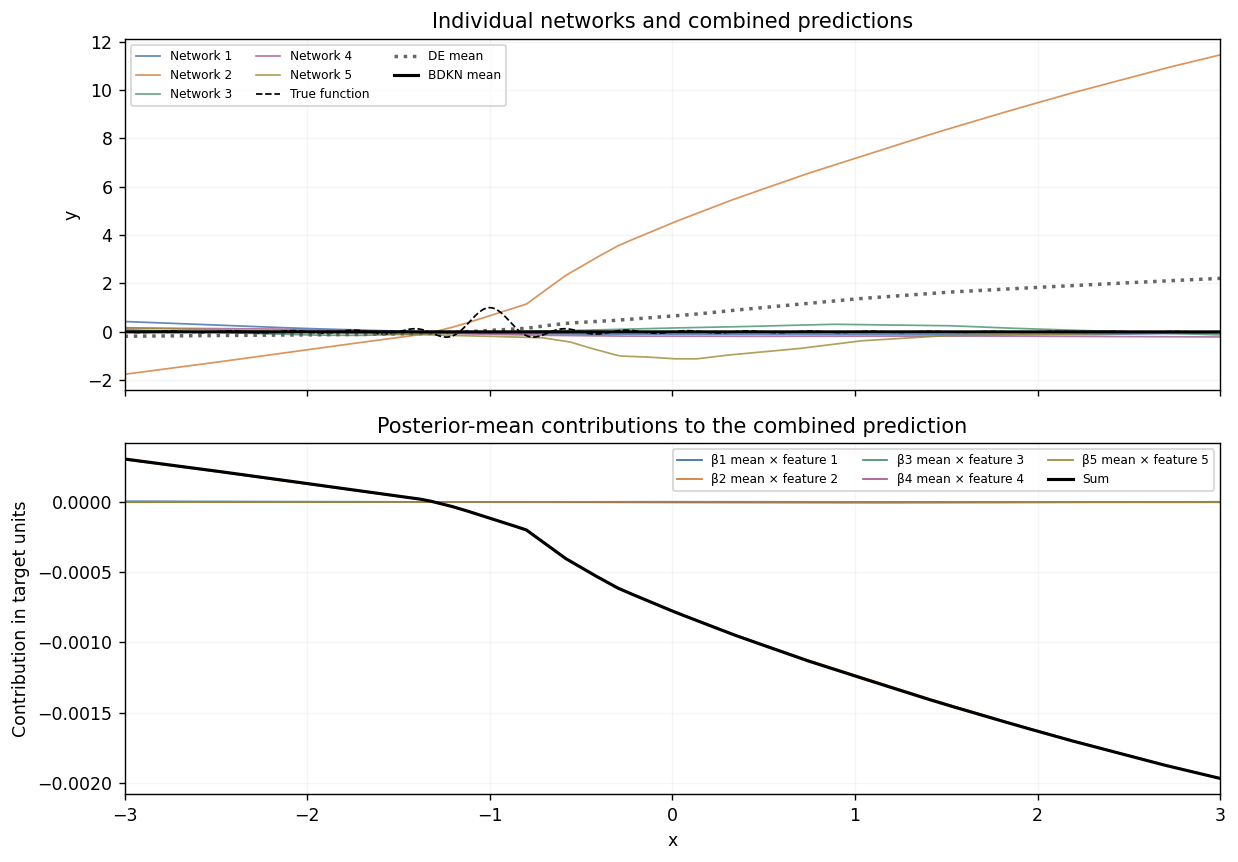 Individual networks and combined predictions
12
10
8
6
4
2
0
−2
y
Network 1
Network 2
Network 3
Network 4
Network 5
True function
DE mean
BDKN mean
Posterior-mean contributions to the combined prediction
0.0000
−0.0005
−0.0010
−0.0015
−0.0020
Contribution in target units
β1 mean × feature 1
β2 mean × feature 2
β3 mean × feature 3
β4 mean × feature 4
β5 mean × feature 5
Sum
−3
−2
−1
0
1
2
3
x